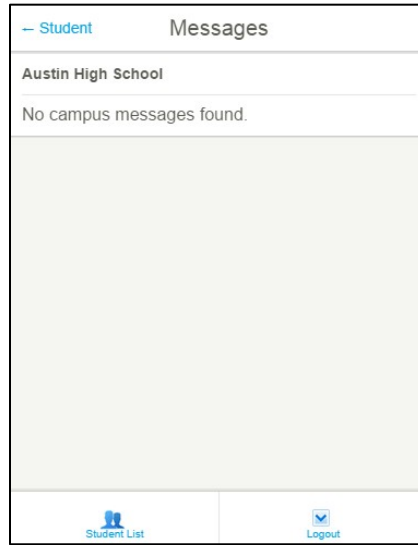 ← Student Messages
Austin High School
No campus messages found.
Student List Logout